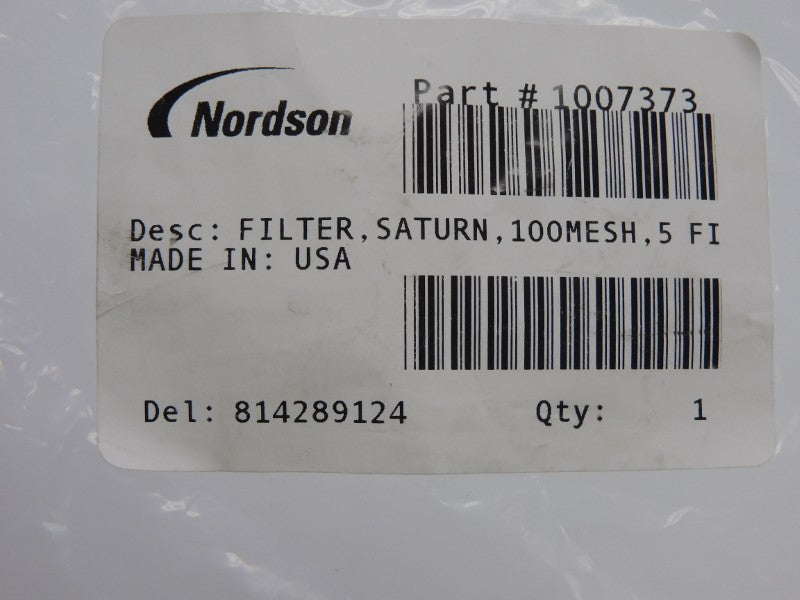 Nordson
Part # 1007373
Desc: FILTER,SATURN,100MESH,5 FI
MADE IN: USA
Del: 814289124 Qty: 1